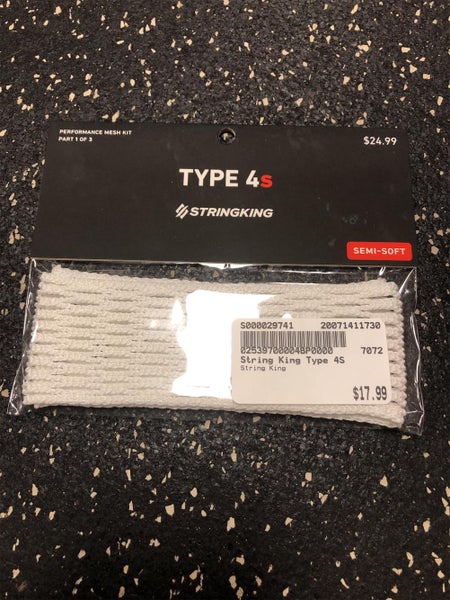 PERFORMANCE MESH KIT
PART 1 OF 3
$24.99
TYPE 4s
STRINGKING
SEMI-SOFT
S000029741 20071411730
025397000048P0000 7072
String King Type 4S
String King
$17.99